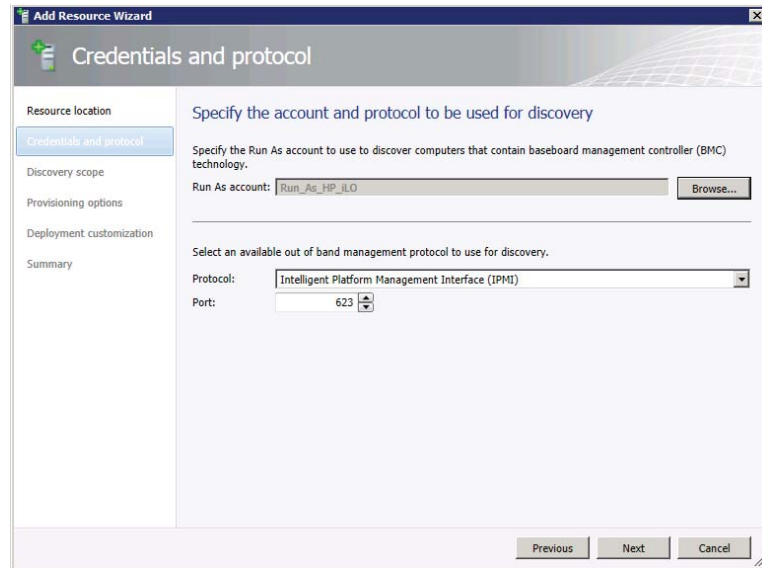 Add Resource Wizard
Credentials and protocol
Resource location
Credentials and protocol
Discovery scope
Provisioning options
Deployment customization
Summary
Specify the account and protocol to be used for discovery
Specify the Run As account to use to discover computers that contain baseboard management controller (BMC)
technology.
Run As account: Run_As_HP_iLO Browse...
Select an available out of band management protocol to use for discovery.
Protocol: Intelligent Platform Management Interface (IPMI)
Port: 623
Previous Next Cancel